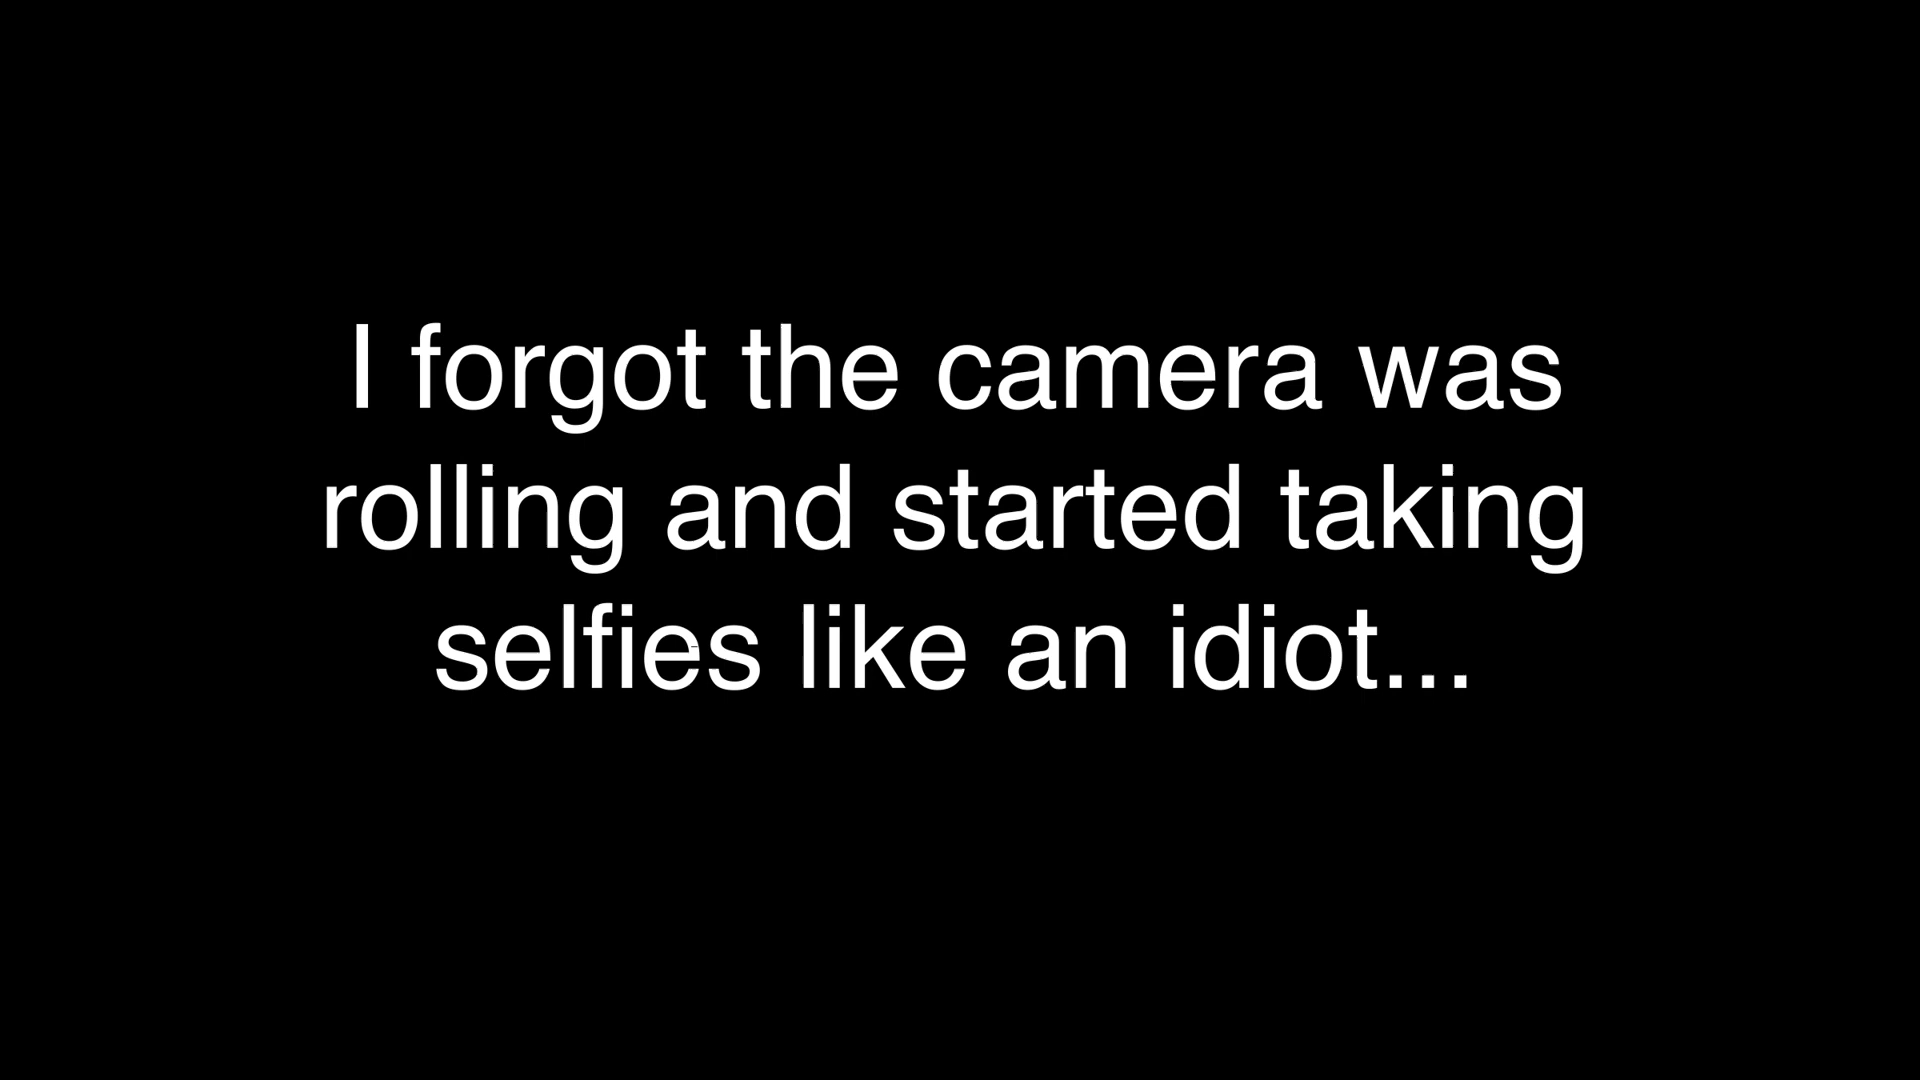 I forgot the camera was
rolling and started taking
selfies like an idiot...